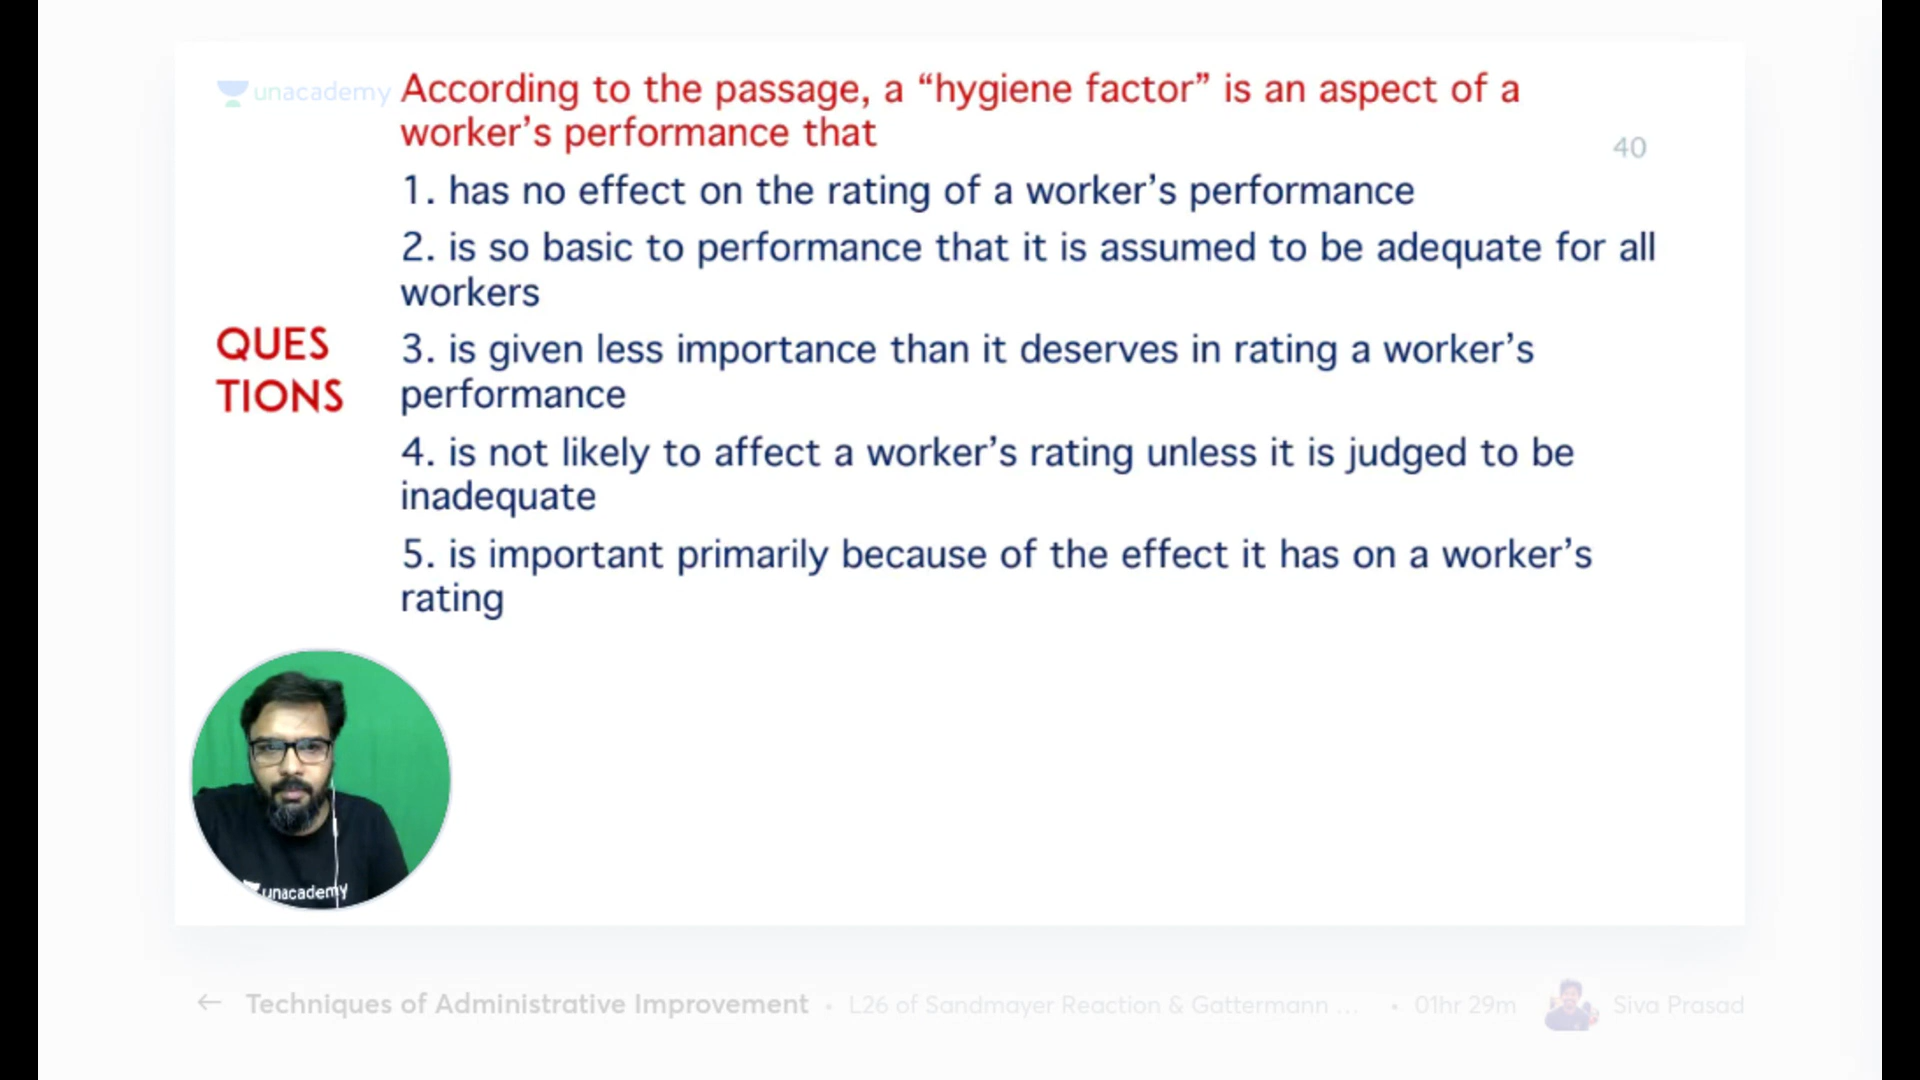 unacademy
According to the passage, a “hygiene factor” is an aspect of a
worker’s performance that
40
1. has no effect on the rating of a worker’s performance
2. is so basic to performance that it is assumed to be adequate for all
workers
QUES
TIONS
3. is given less importance than it deserves in rating a worker’s
performance
4. is not likely to affect a worker’s rating unless it is judged to be
inadequate
5. is important primarily because of the effect it has on a worker’s
rating
unacademy
← Techniques of Administrative Improvement • L26 of Sandmayer Reaction & Gattermann ... • 01hr 29m Siva Prasad